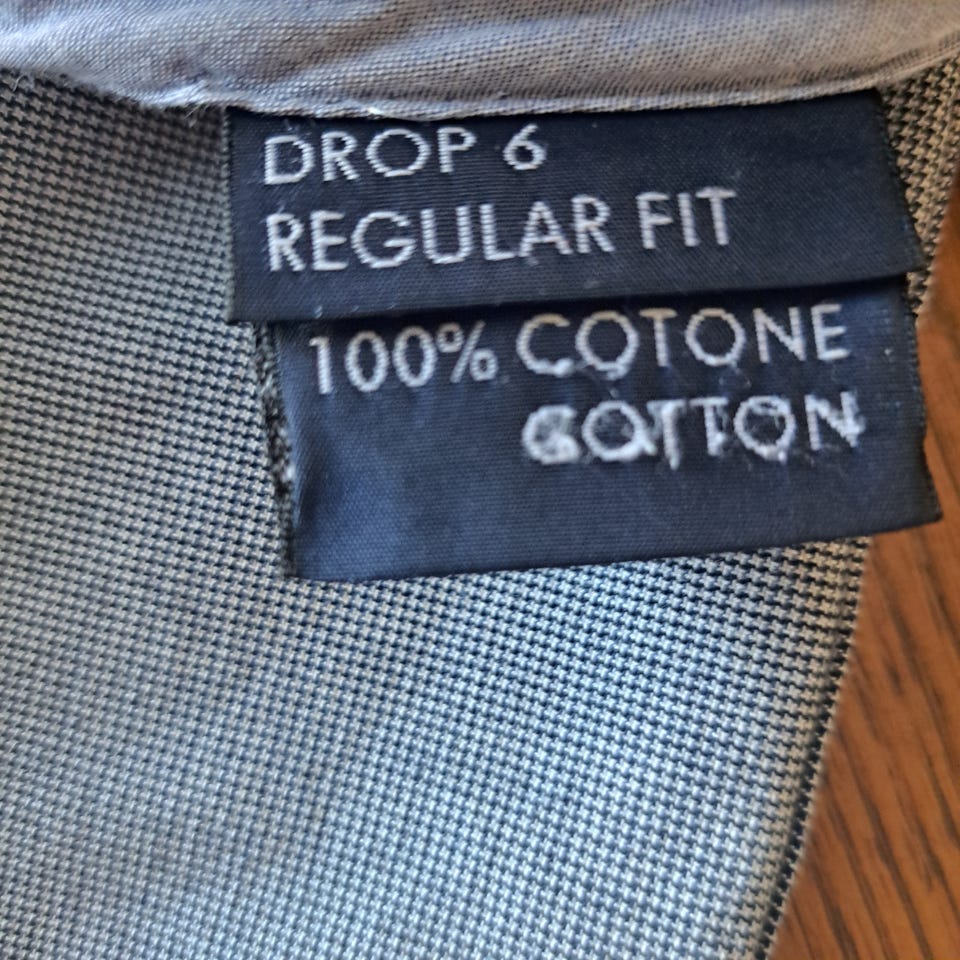 DROP 6
REGULAR FIT
100% COTONE
COTTON